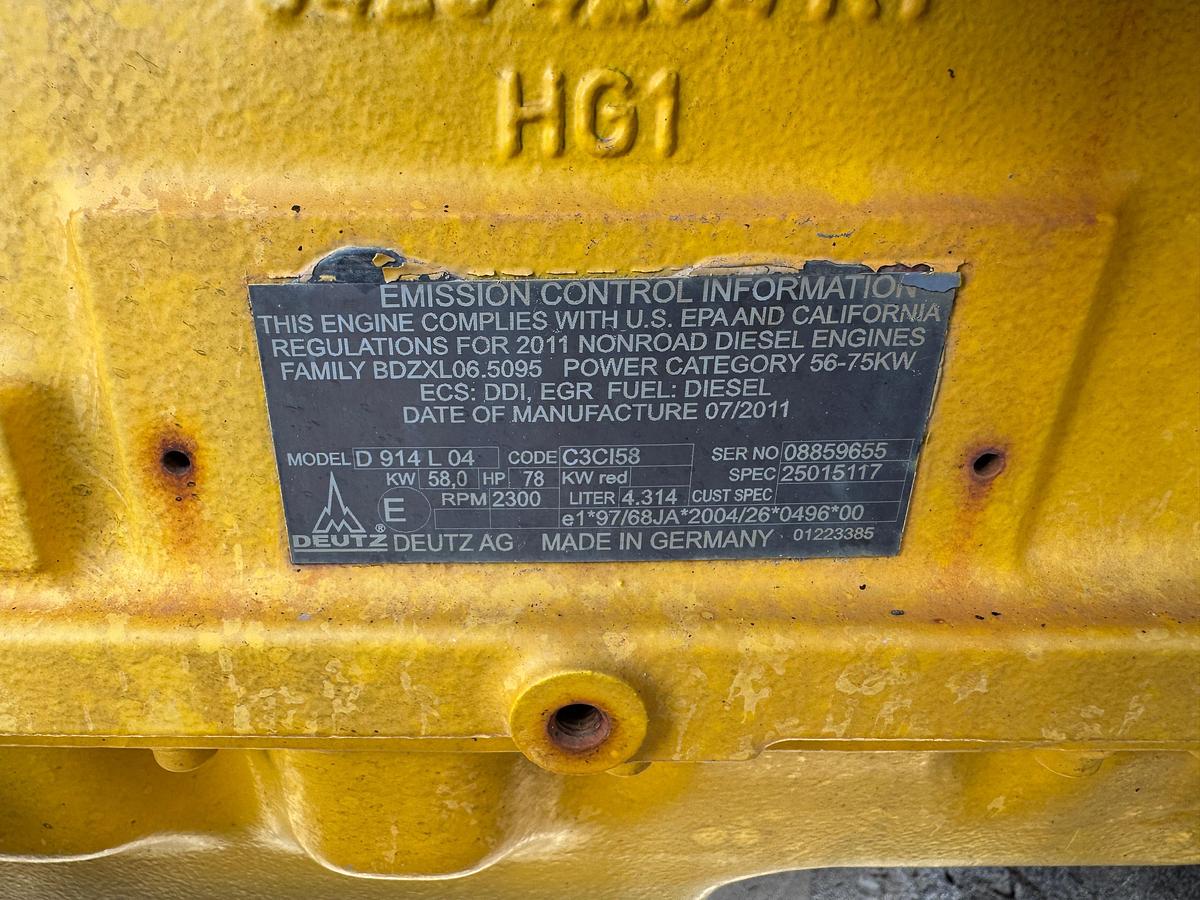 HG1
EMISSION CONTROL INFORMATION
THIS ENGINE COMPLIES WITH U.S. EPA AND CALIFORNIA
REGULATIONS FOR 2011 NONROAD DIESEL ENGINES
FAMILY BDZXL06.5095 POWER CATEGORY 56-75KW
ECS: DDI, EGR FUEL: DIESEL
DATE OF MANUFACTURE 07/2011
MODEL D 914 L 04 CODE C3CI58 SER NO 08859655
KW 58,0 HP 78 KW red SPEC 25015117
E RPM 2300 LITER 4.314 CUST SPEC
e1*97/68JA*2004/26*0496*00
DEUTZ® DEUTZ AG MADE IN GERMANY 01223385